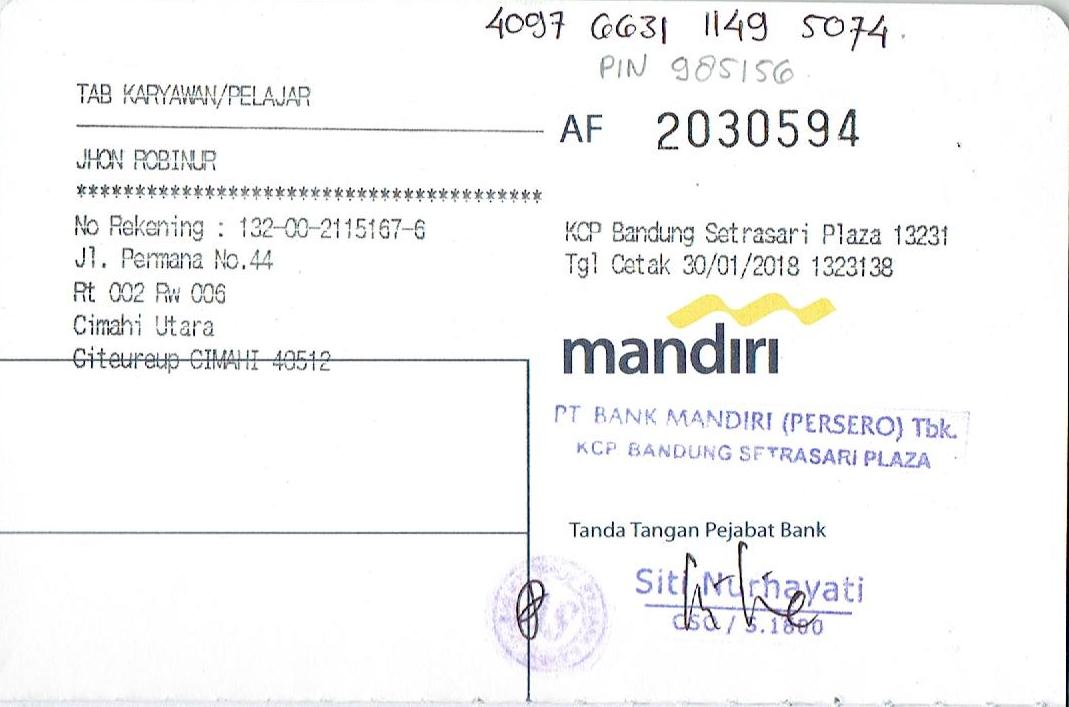 4097 6631 1149 5074.
PIN 985156
TAB KARYAWAN/PELAJAR
AF 2030594
JHON ROBINUR
****************************************
No Rekening : 132-00-2115167-6
Jl. Permana No.44
Rt 002 Rw 006
Cimahi Utara
Citeureup CIMAHI 40512
KCP Bandung Setrasari Plaza 13231
Tgl Cetak 30/01/2018 1323138
mandiri
PT BANK MANDIRI (PERSERO) Tbk.
KCP BANDUNG SETRASARI PLAZA
Tanda Tangan Pejabat Bank
Siti Nurhayati